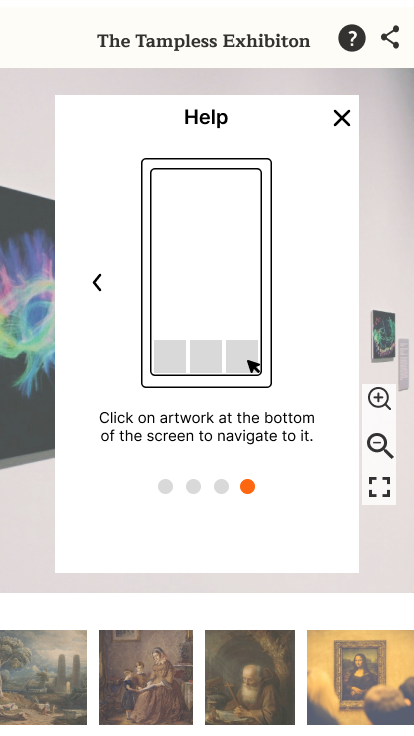 The Tampless Exhibiton
?
Help
Click on artwork at the bottom
of the screen to navigate to it.